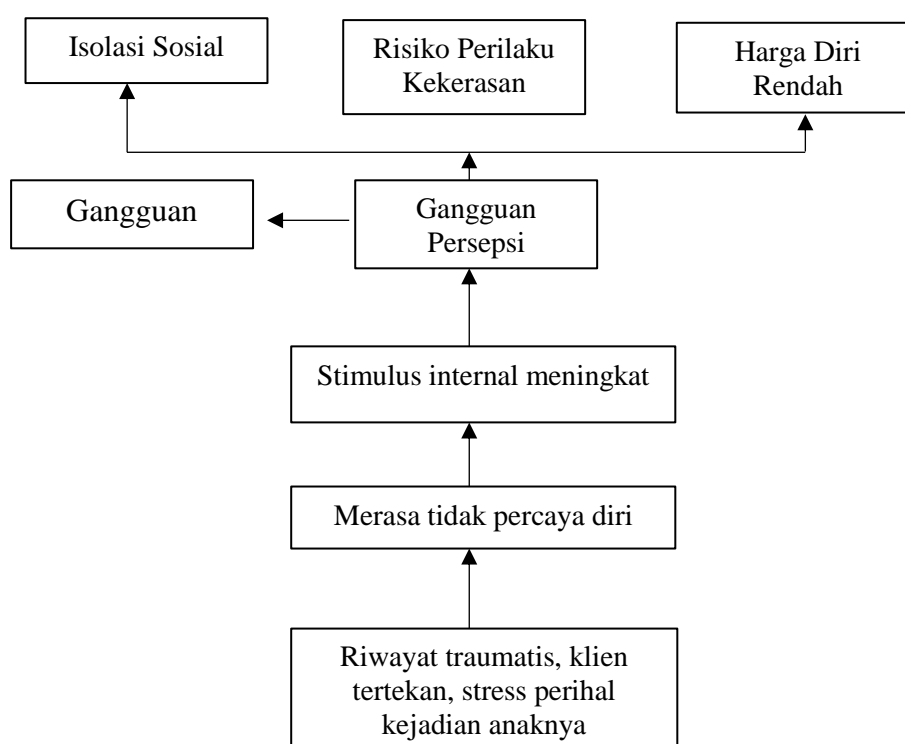 Isolasi Sosial
Risiko Perilaku
Kekerasan
Harga Diri
Rendah
Gangguan
Gangguan
Persepsi
Stimulus internal meningkat
Merasa tidak percaya diri
Riwayat traumatis, klien
tertekan, stress perihal
kejadian anaknya